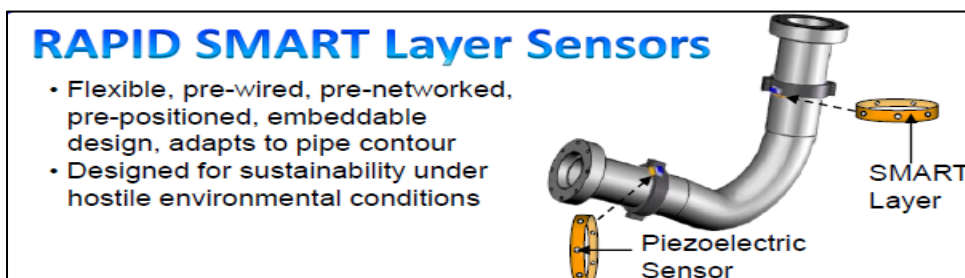 RAPID SMART Layer Sensors
• Flexible, pre-wired, pre-networked,
pre-positioned, embeddable
design, adapts to pipe contour
• Designed for sustainability under
hostile environmental conditions
SMART
Layer
Piezoelectric
Sensor